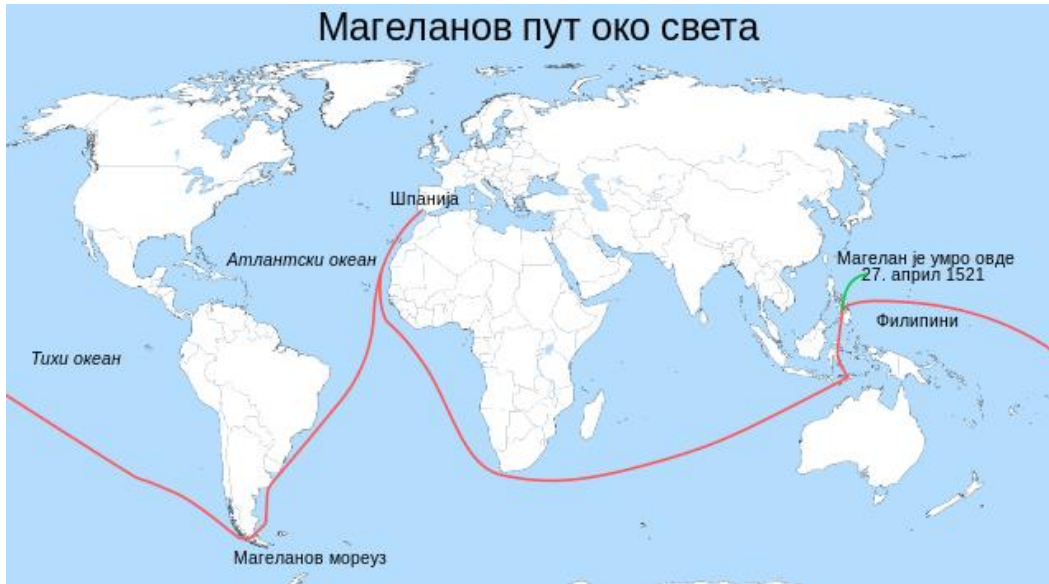 Магеланов пут око света
Шпанија
Атлантски океан
Магелан је умро овде
27. април 1521
Филипини
Тихи океан
Магеланов мореуз